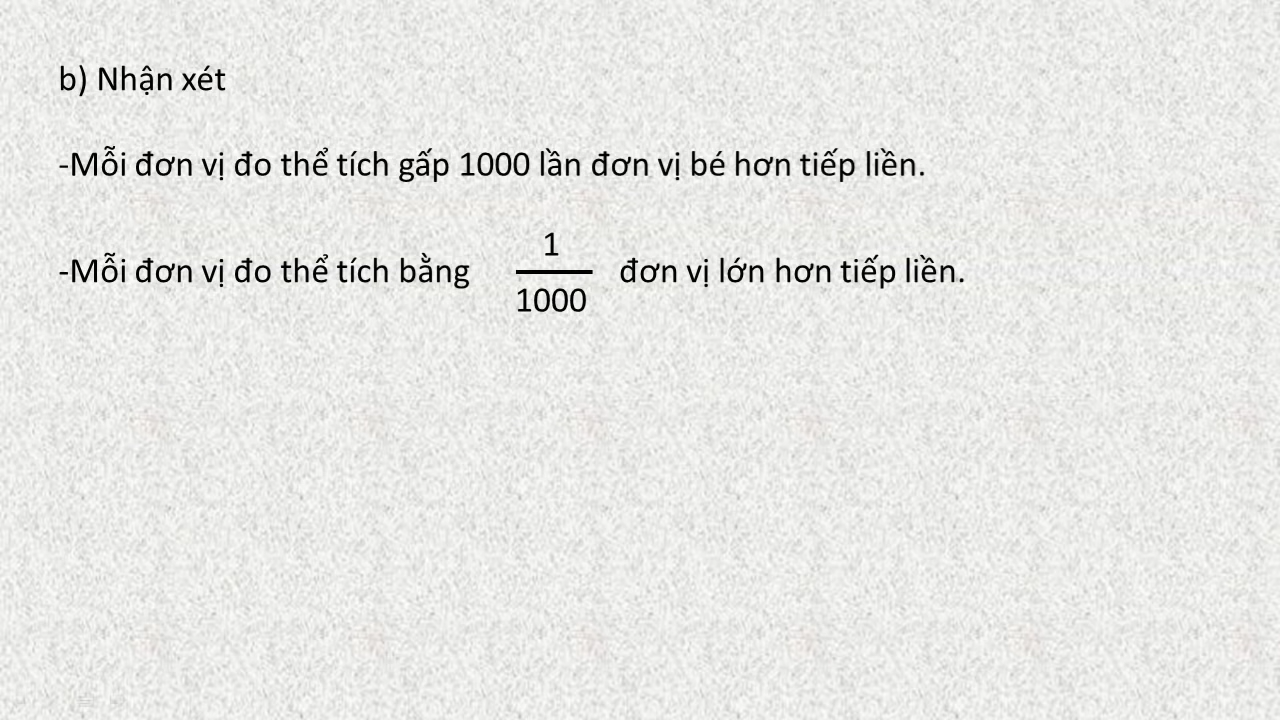 b) Nhận xét
-Mỗi đơn vị đo thể tích gấp 1000 lần đơn vị bé hơn tiếp liền.
-Mỗi đơn vị đo thể tích bằng 1/1000 đơn vị lớn hơn tiếp liền.